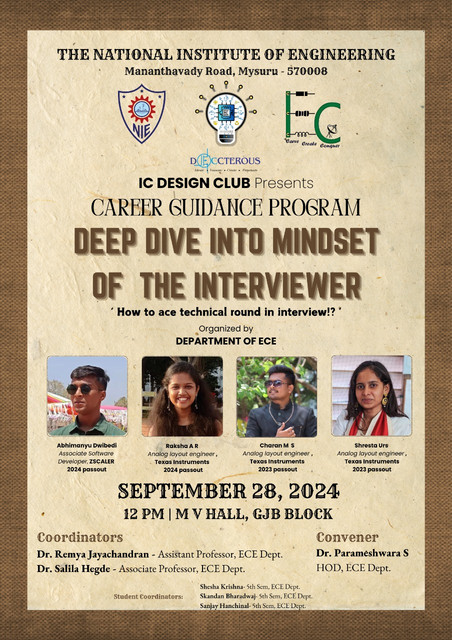 THE NATIONAL INSTITUTE OF ENGINEERING
Mananthavady Road, Mysuru - 570008
NIE
EC
Cerve Create Conquer
DECCTEROUS
IC DESIGN CLUB Presents
CAREER GUIDANCE PROGRAM
DEEP DIVE INTO MINDSET
OF THE INTERVIEWER
' How to ace technical round in interview!? '
Organized by
DEPARTMENT OF ECE
Abhimanyu Dwibedi
Associate Software
Developer, ZSCALER
2024 passout
Raksha A R
Analog layout engineer ,
Texas Instruments
2024 passout
Charan M S
Analog layout engineer ,
Texas Instruments
2023 passout
Shresta Urs
Analog layout engineer ,
Texas Instruments
2023 passout
SEPTEMBER 28, 2024
12 PM | M V HALL, GJB BLOCK
Coordinators
Dr. Remya Jayachandran - Assistant Professor, ECE Dept.
Dr. Salila Hegde - Associate Professor, ECE Dept.
Convener
Dr. Parameshwara S
HOD, ECE Dept.
Student Coordinators:
Shesha Krishna- 5th Sem, ECE Dept.
Skandan Bharadwaj- 5th Sem, ECE Dept.
Sanjay Hanchinal- 5th Sem, ECE Dept.